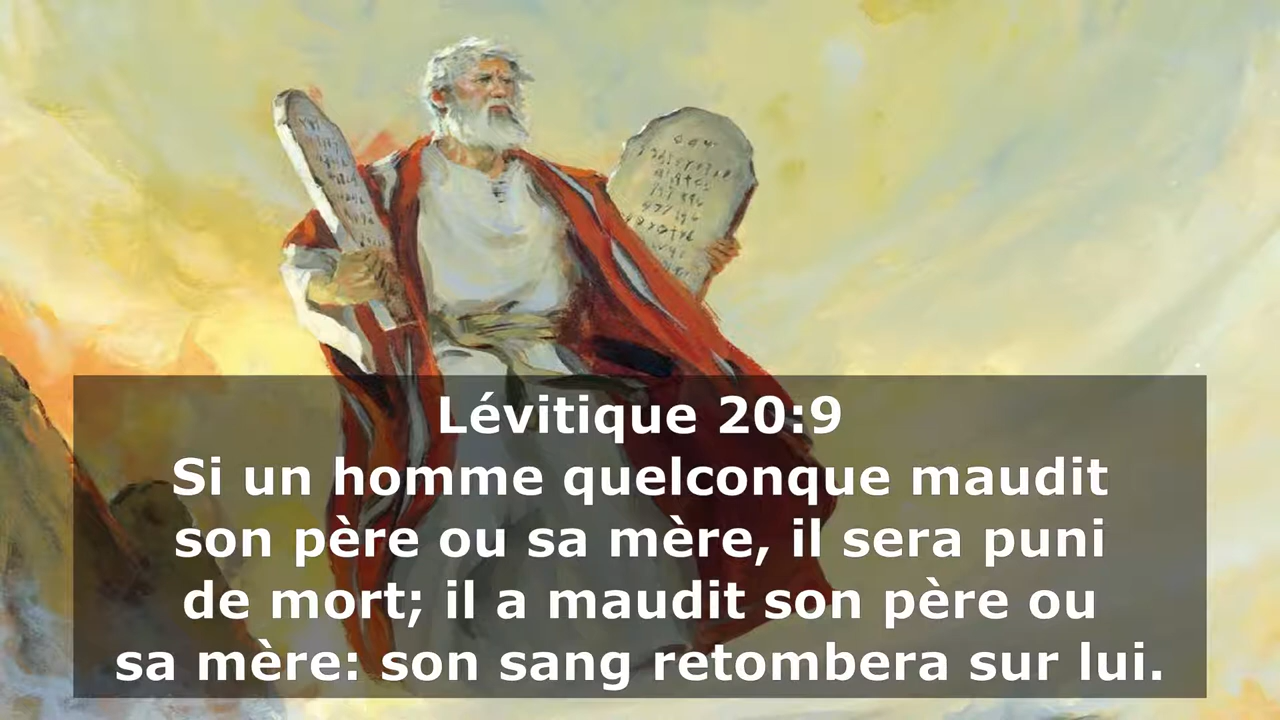 Lévitique 20:9
Si un homme quelconque maudit
son père ou sa mère, il sera puni
de mort; il a maudit son père ou
sa mère: son sang retombera sur lui.